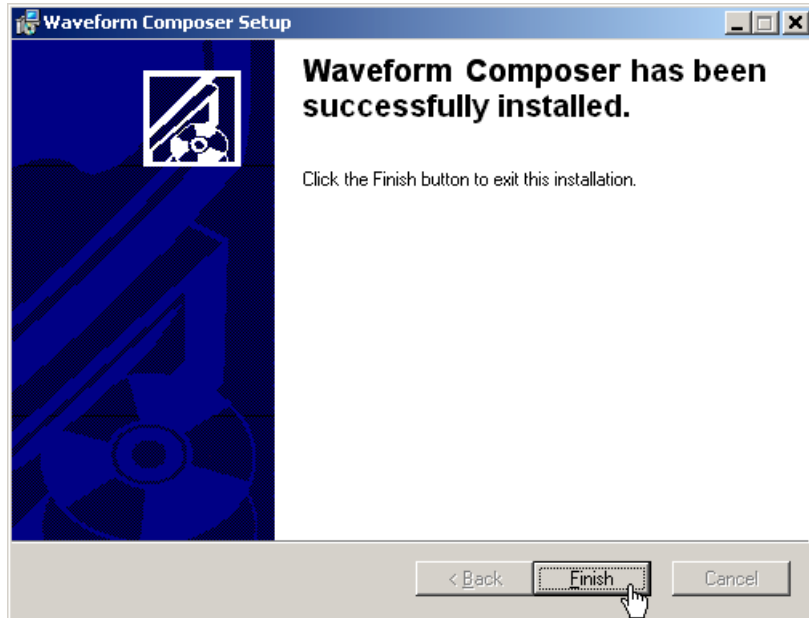 Waveform Composer Setup
Waveform Composer has been
successfully installed.
Click the Finish button to exit this installation.
< Back
Finish
Cancel